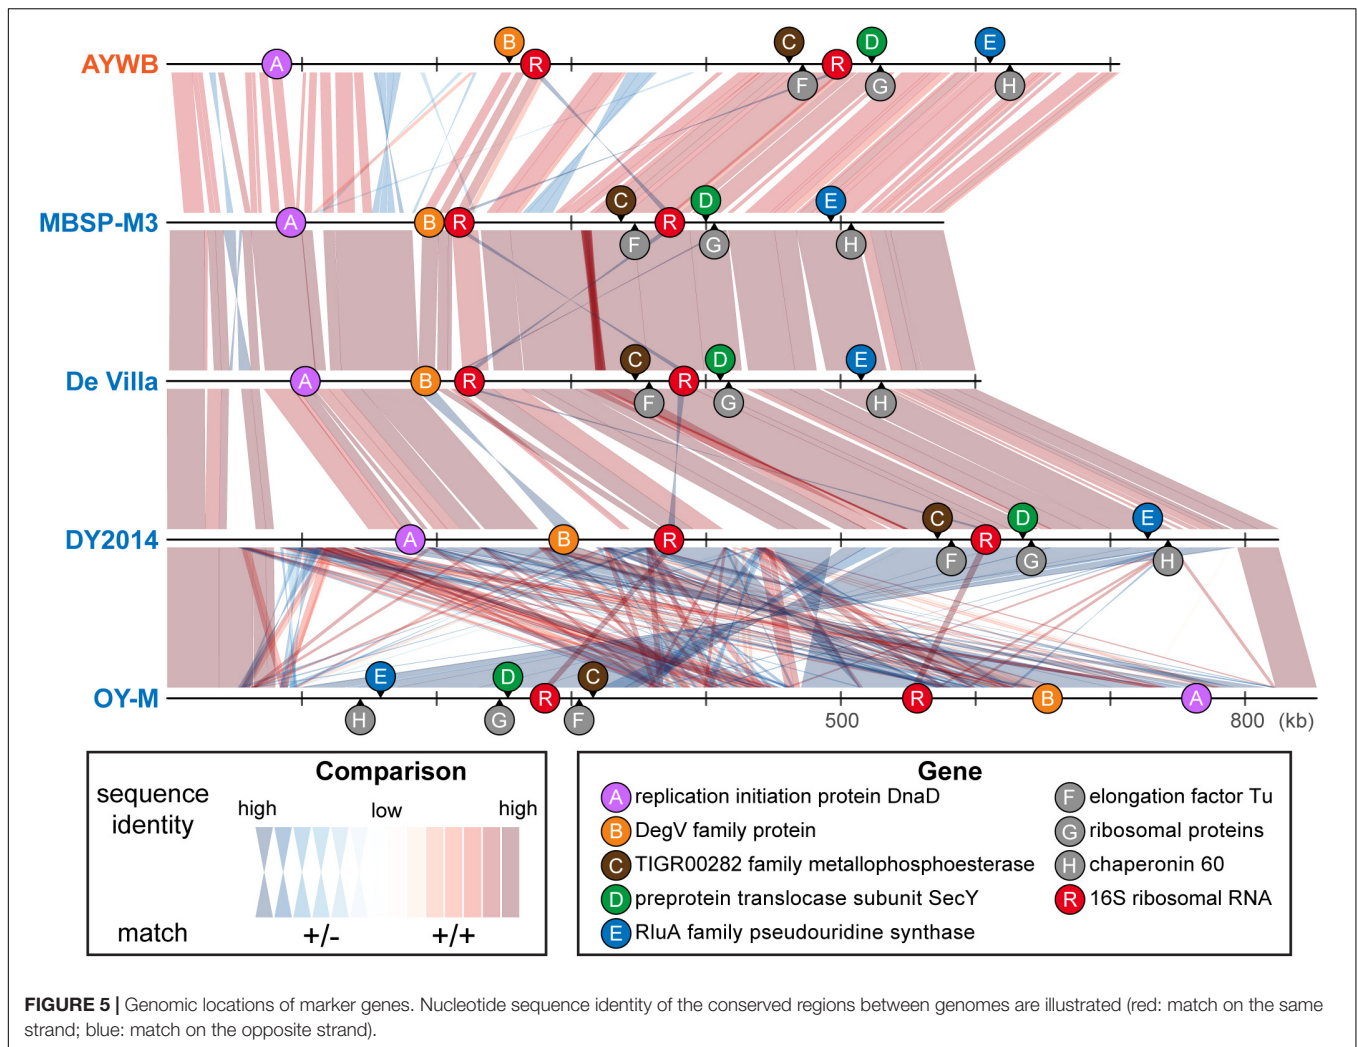 B C D E
AYWB A R R
F G H
C D E
MBSP-M3 A B R R
F G H
C D E
De Villa A B R R
F G H
C D E
DY2014 A B R R
F G H
E D C
OY-M R R B A
H G F 500 800 (kb)
Comparison
sequence
identity
high low high
match +/- +/+
Gene
A replication initiation protein DnaD
B DegV family protein
C TIGR00282 family metallophosphoesterase
D preprotein translocase subunit SecY
E RluA family pseudouridine synthase
F elongation factor Tu
G ribosomal proteins
H chaperonin 60
R 16S ribosomal RNA
FIGURE 5 | Genomic locations of marker genes. Nucleotide sequence identity of the conserved regions between genomes are illustrated (red: match on the same
strand; blue: match on the opposite strand).